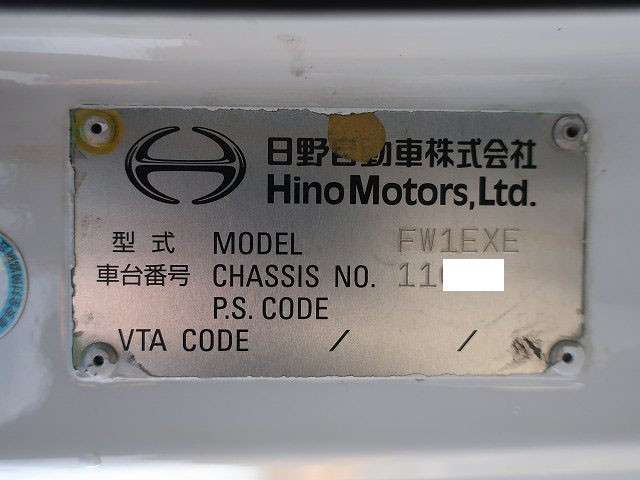 日野自動車株式会社
Hino Motors, Ltd.
型式 MODEL FW1EXE
車台番号 CHASSIS NO. 11
P.S. CODE
VTA CODE / /